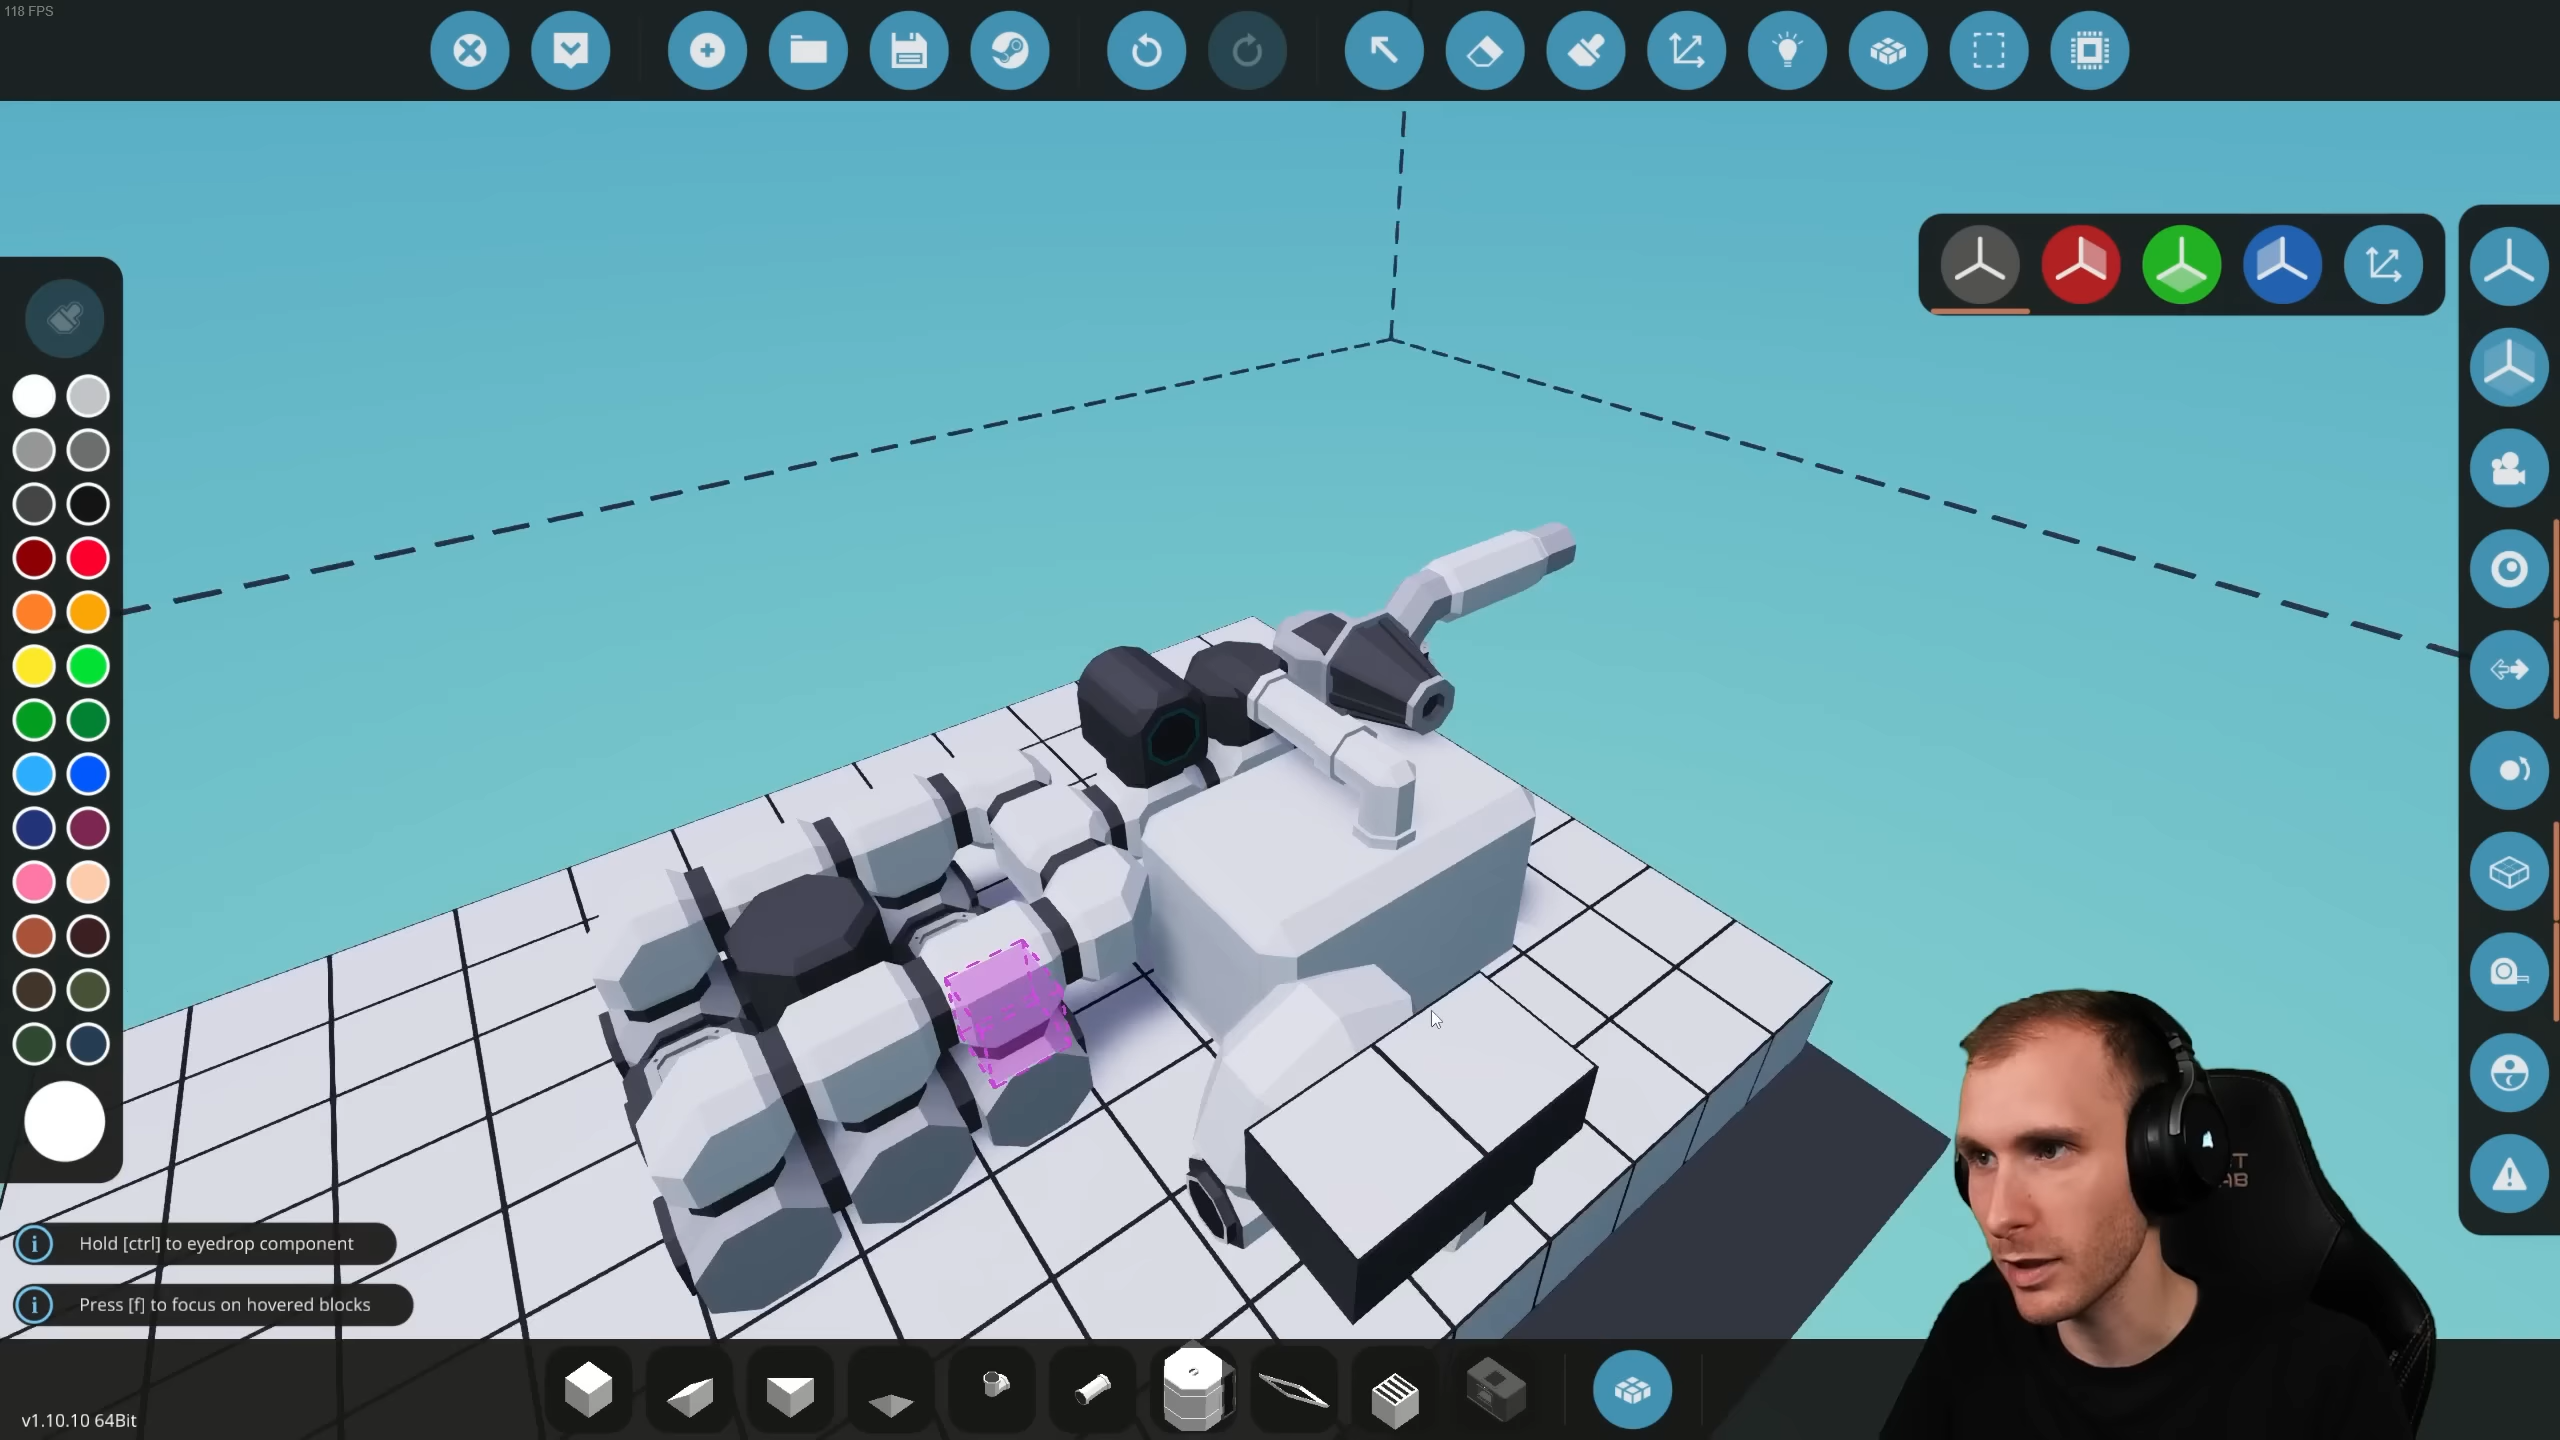 118 FPS
Hold [ctrl] to eyedrop component
Press [f] to focus on hovered blocks
v1.10.10 64Bit